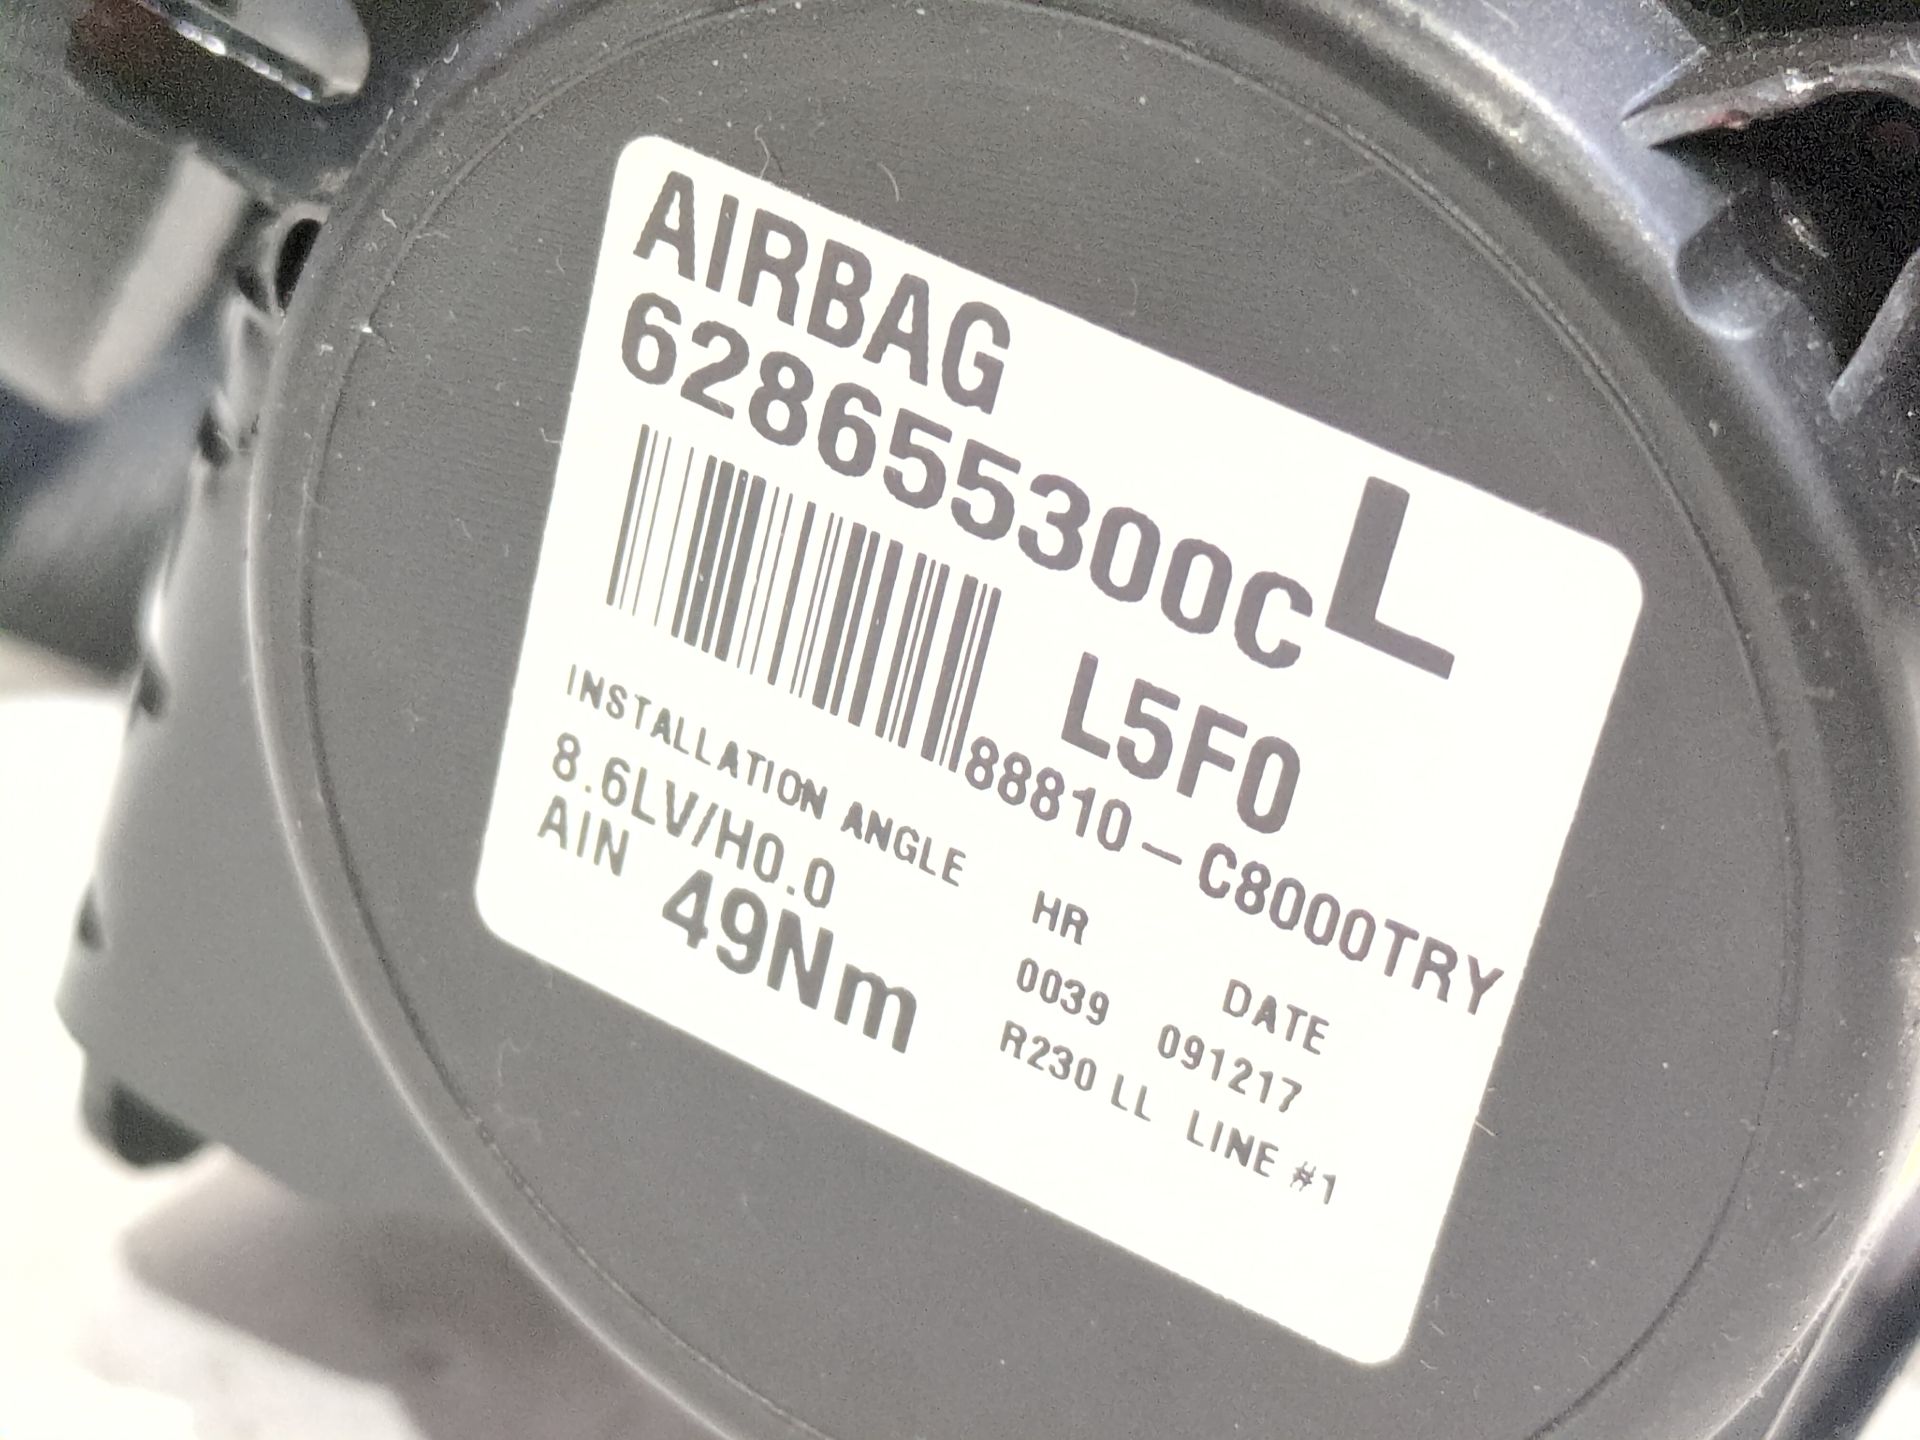 AIRBAG
628655300C L
L5F0
88810-C8000TRY
INSTALLATION ANGLE
8.6LV/H0.0
AIN 49Nm
HR DATE
0039 091217
R230 LL LINE #1